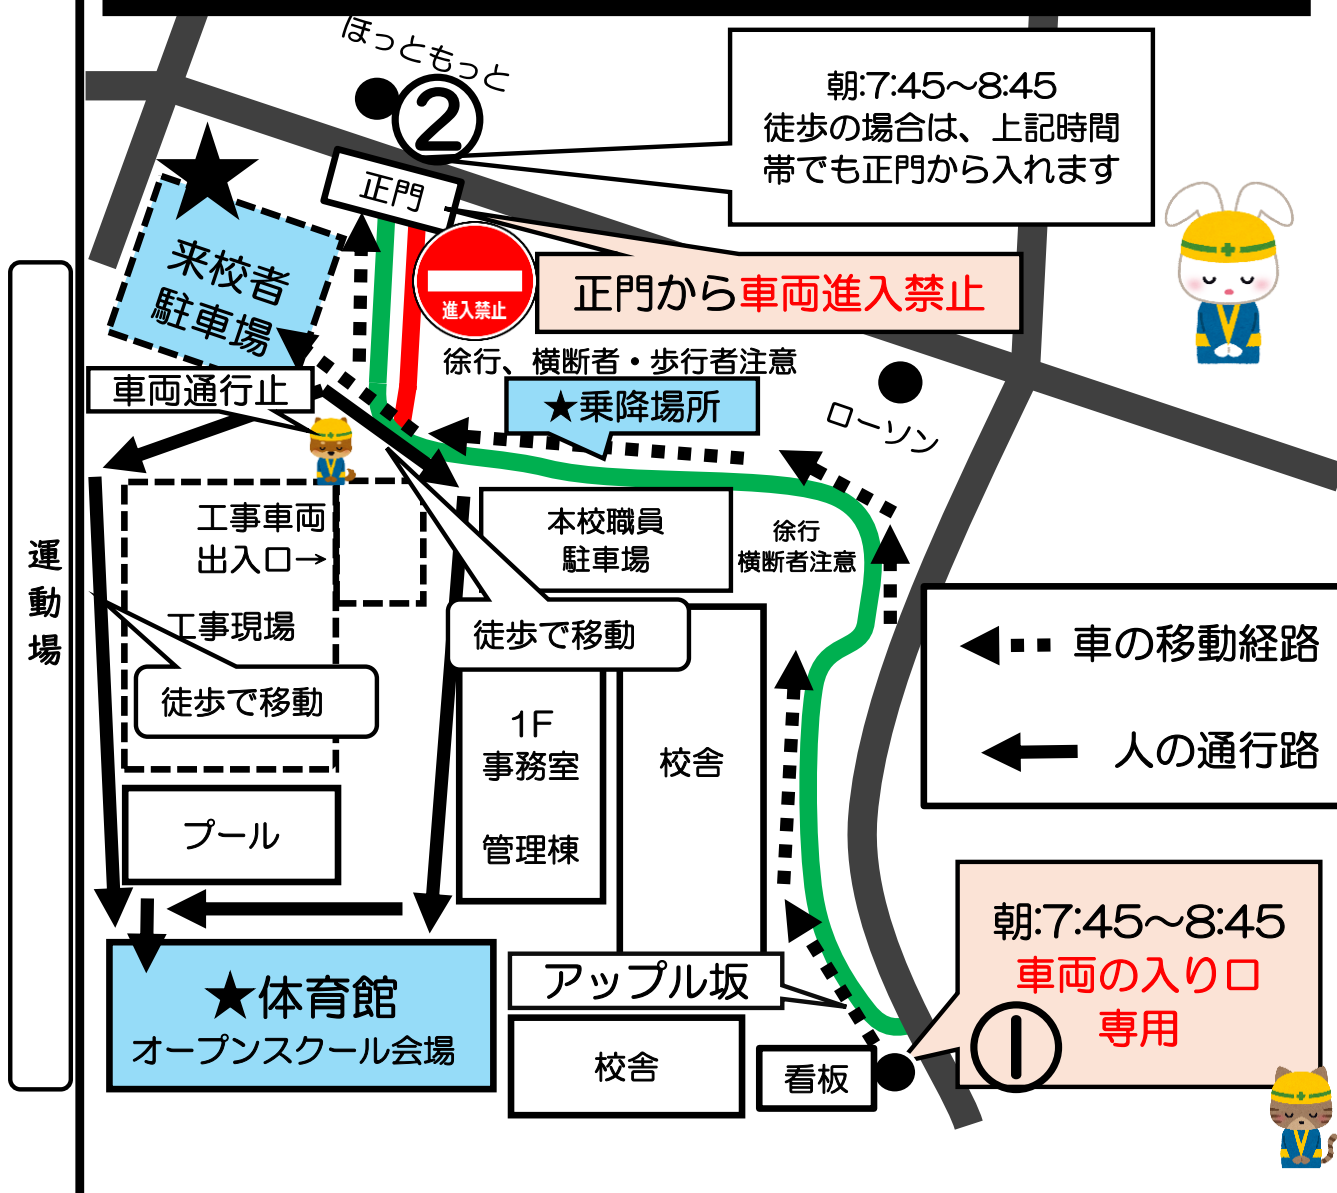 ほっともっと
②
朝:7:45～8:45
徒歩の場合は、上記時間
帯でも正門から入れます
正門
進入禁止
正門から車両進入禁止
来校者
駐車場
徐行、横断者・歩行者注意
★乗降場所
ローソン
車両通行止
工事車両
出入口→
工事現場
本校職員
駐車場
徐行
横断者注意
運動場
徒歩で移動
徒歩で移動
車の移動経路
人の通行路
1F
事務室
管理棟
校舎
プール
朝:7:45～8:45
車両の入り口
専用
①
アップル坂
★体育館
オープンスクール会場
校舎
看板